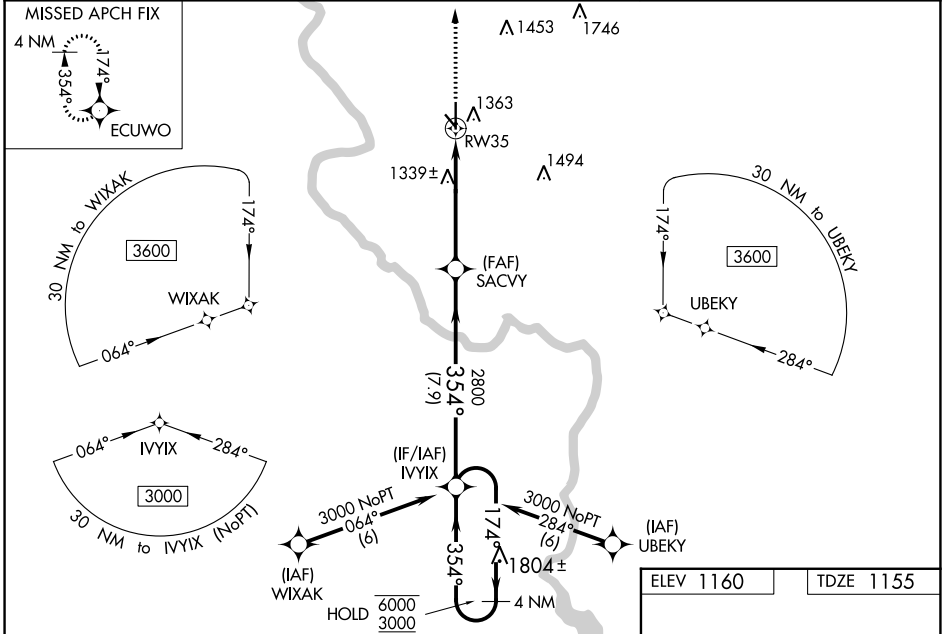 MISSED APCH FIX
4 NM
354°
174°
ECUWO
1453
1746
1363
RW35
1339±
1494
30 NM to WIXAK
174°
3600
WIXAK
064°
30 NM to UBEKY
174°
3600
UBEKY
284°
(FAF)
SACVY
2800
354°
(7.9)
064°
284°
IVYIX
3000
30 NM to IVYIX (NoPT)
(IF/IAF)
IVYIX
3000 NoPT
064°
(6)
(IAF)
WIXAK
3000 NoPT
284°
(6)
(IAF)
UBEKY
174°
354°
1804±
4 NM
HOLD
6000
3000
ELEV 1160
TDZE 1155